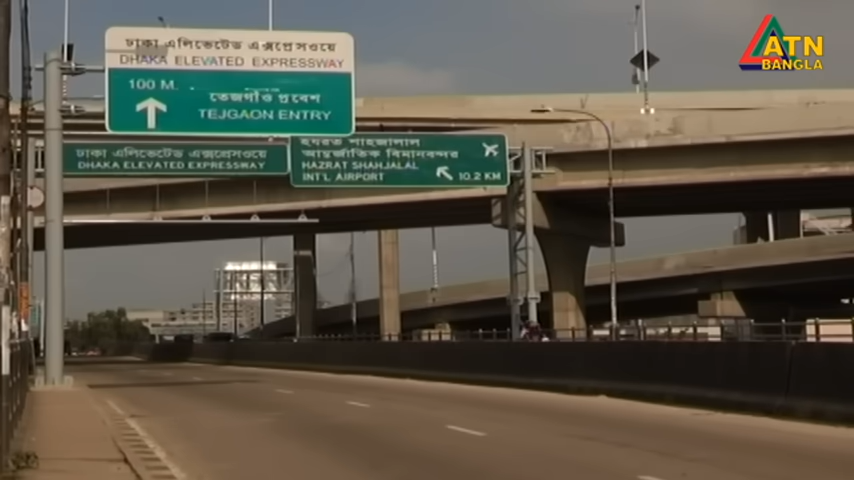 ঢাকা এলিভেটেড এক্সপ্রেসওয়ে
DHAKA ELEVATED EXPRESSWAY
100 M.
তেজগাঁও প্রবেশ
TEJGAON ENTRY
ঢাকা এলিভেটেড এক্সপ্রেসওয়ে
DHAKA ELEVATED EXPRESSWAY
হযরত শাহজালাল
আন্তর্জাতিক বিমানবন্দর
HAZRAT SHAHJALAL
INT'L AIRPORT
10.2 KM
ATN
BANGLA